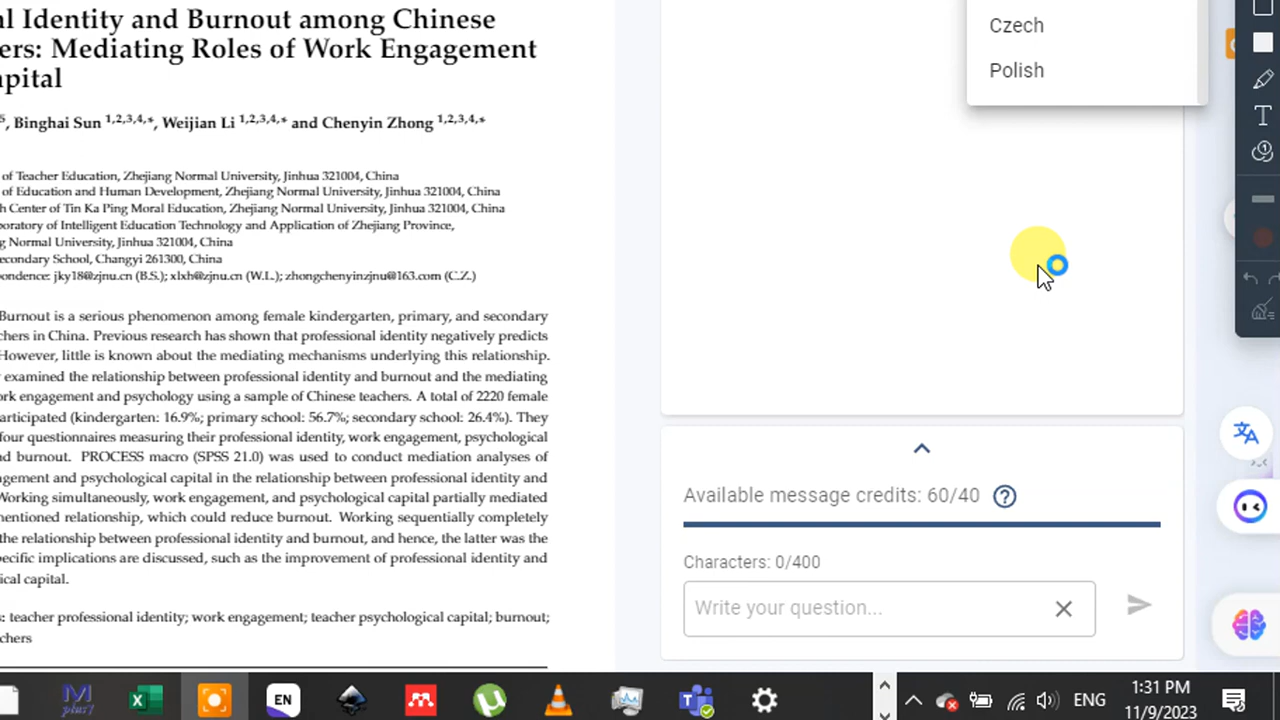 l Identity and Burnout among Chinese
ers: Mediating Roles of Work Engagement
apital
5, Binghai Sun 1,2,3,4,*, Weijian Li 1,2,3,4,* and Chenyin Zhong 1,2,3,4,*
of Teacher Education, Zhejiang Normal University, Jinhua 321004, China
of Education and Human Development, Zhejiang Normal University, Jinhua 321004, China
h Center of Tin Ka Ping Moral Education, Zhejiang Normal University, Jinhua 321004, China
boratory of Intelligent Education Technology and Application of Zhejiang Province,
g Normal University, Jinhua 321004, China
econdary School, Changyi 261300, China
pondence: jky18@zjnu.cn (B.S.); xlxh@zjnu.cn (W.L.); zhongchenyinzjnu@163.com (C.Z.)
Burnout is a serious phenomenon among female kindergarten, primary, and secondary
chers in China. Previous research has shown that professional identity negatively predicts
However, little is known about the mediating mechanisms underlying this relationship.
y examined the relationship between professional identity and burnout and the mediating
rk engagement and psychology using a sample of Chinese teachers. A total of 2220 female
articipated (kindergarten: 16.9%; primary school: 56.7%; secondary school: 26.4%). They
four questionnaires measuring their professional identity, work engagement, psychological
nd burnout. PROCESS macro (SPSS 21.0) was used to conduct mediation analyses of
gement and psychological capital in the relationship between professional identity and
Working simultaneously, work engagement, and psychological capital partially mediated
mentioned relationship, which could reduce burnout. Working sequentially completely
the relationship between professional identity and burnout, and hence, the latter was the
pecific implications are discussed, such as the improvement of professional identity and
ical capital.
s: teacher professional identity; work engagement; teacher psychological capital; burnout;
chers
Czech
Polish
Available message credits: 60/40
Characters: 0/400
Write your question...
M plus7
EN
ENG
1:31 PM
11/9/2023